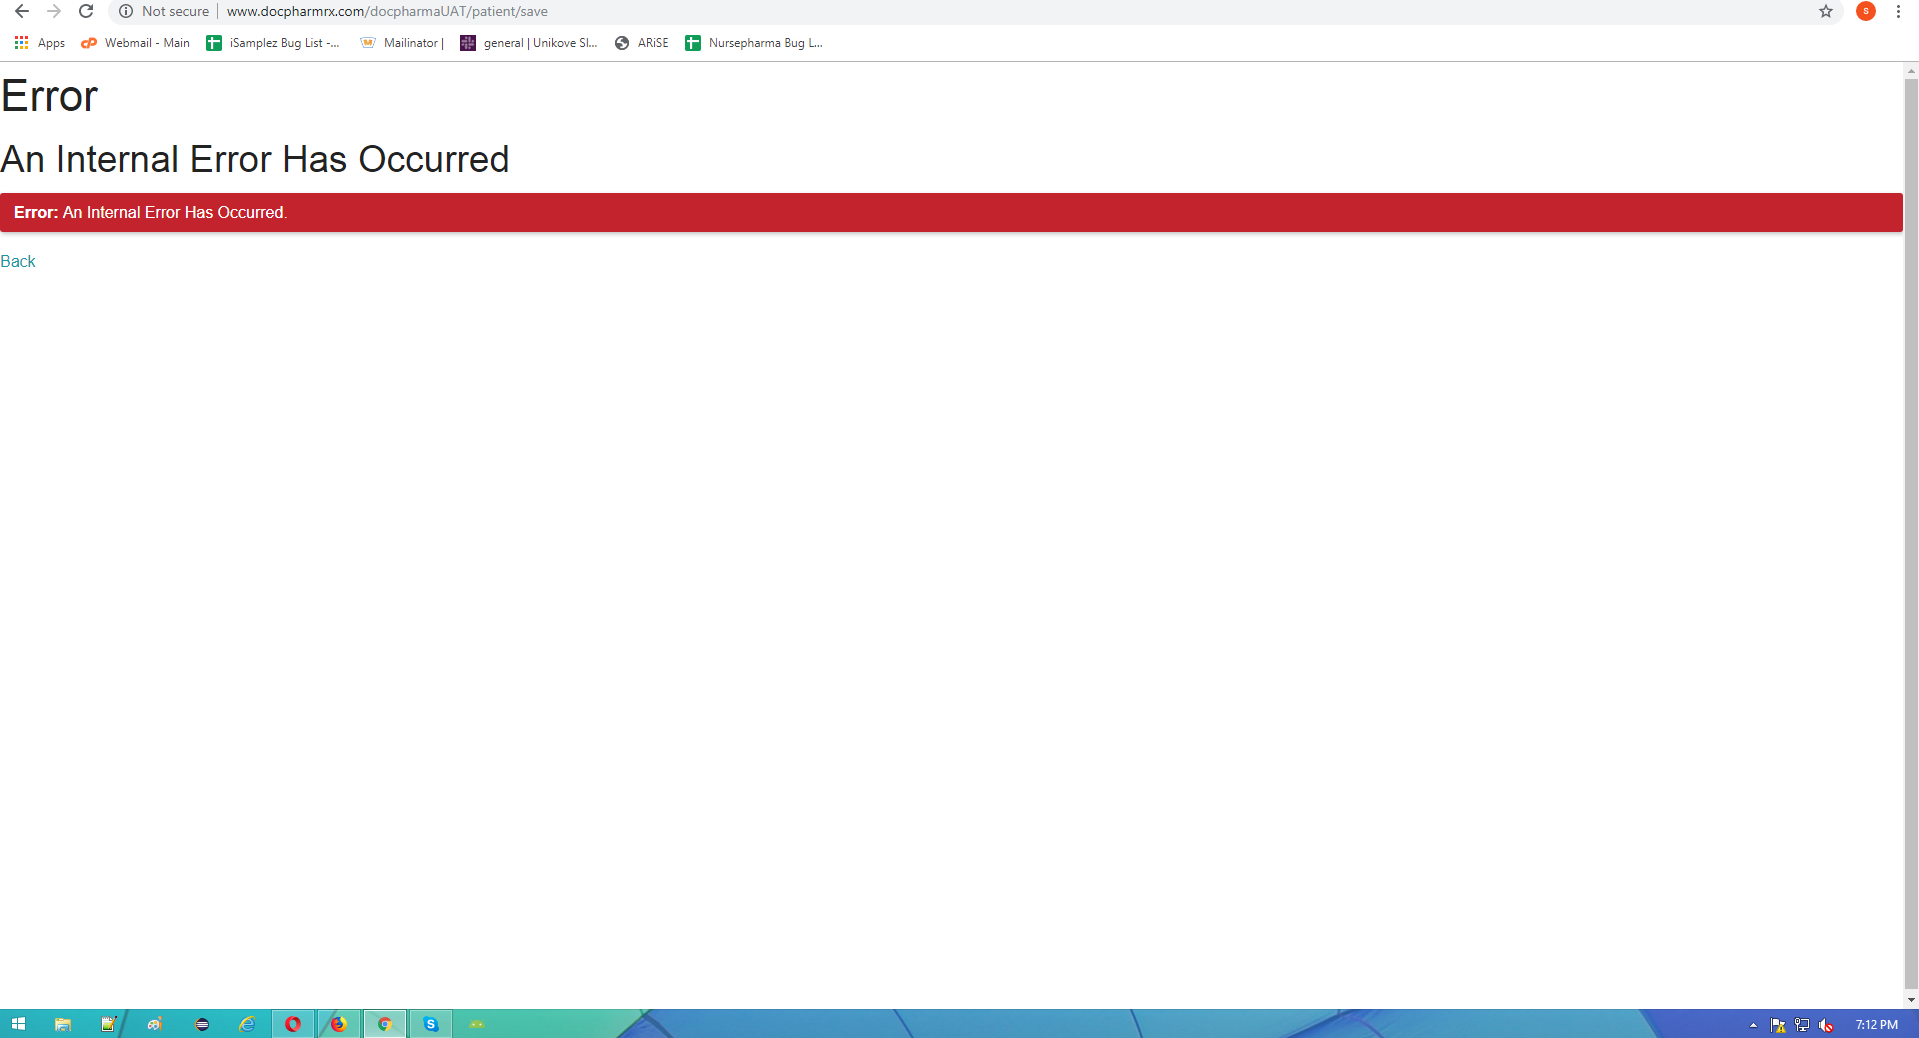 Not secure www.docpharmrx.com/docpharmaUAT/patient/save S
Apps cP Webmail - Main iSamplez Bug List -... Mailinator | general | Unikove Sl... ARiSE Nursepharma Bug L...
Error
An Internal Error Has Occurred
Error: An Internal Error Has Occurred.
Back
7:12 PM